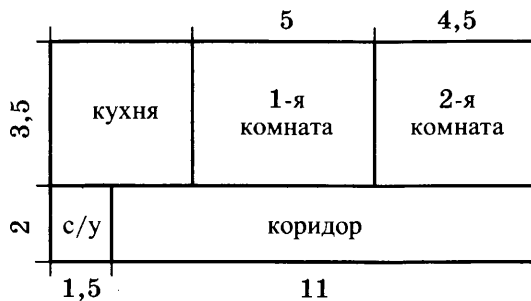 5 4,5
3,5
кухня
1-я
комната
2-я
комната
2
с/у
коридор
1,5 11